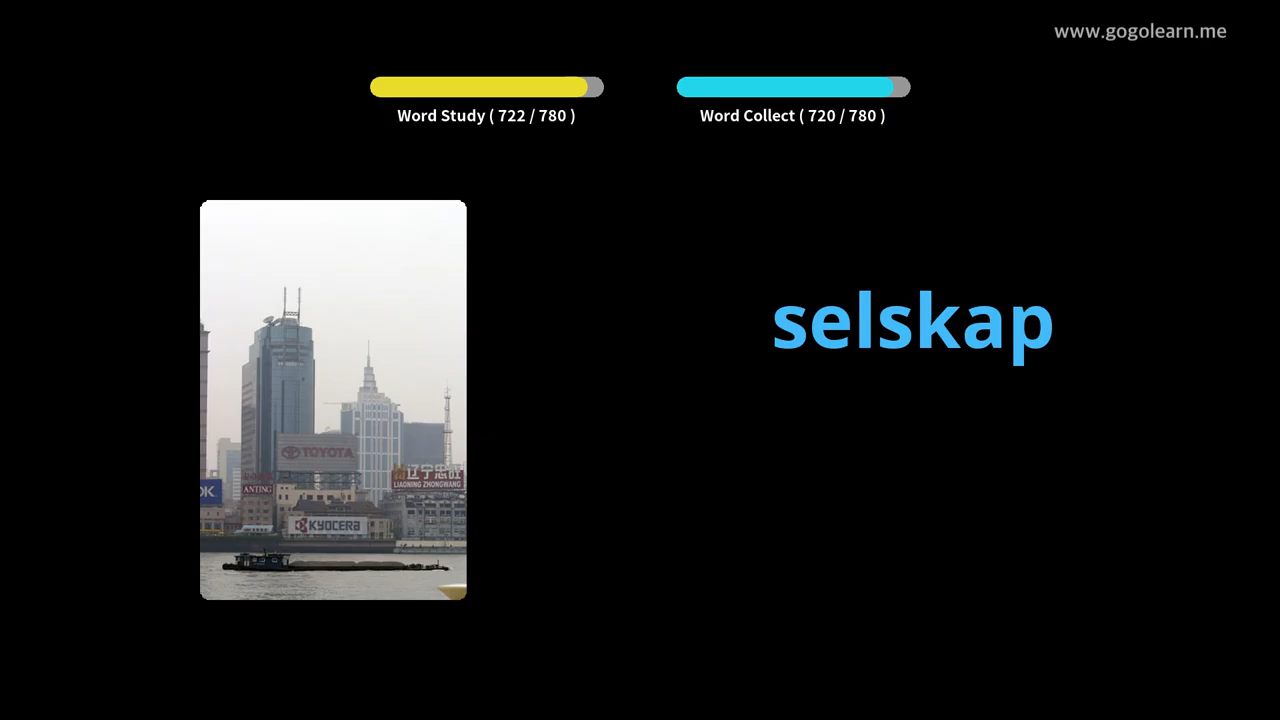 www.gogolearn.me
Word Study ( 722 / 780 )
Word Collect ( 720 / 780 )
selskap
TOYOTA
辽宁忠旺
LIAONING ZHONGWANG
OK
ANTING
KYOCERA